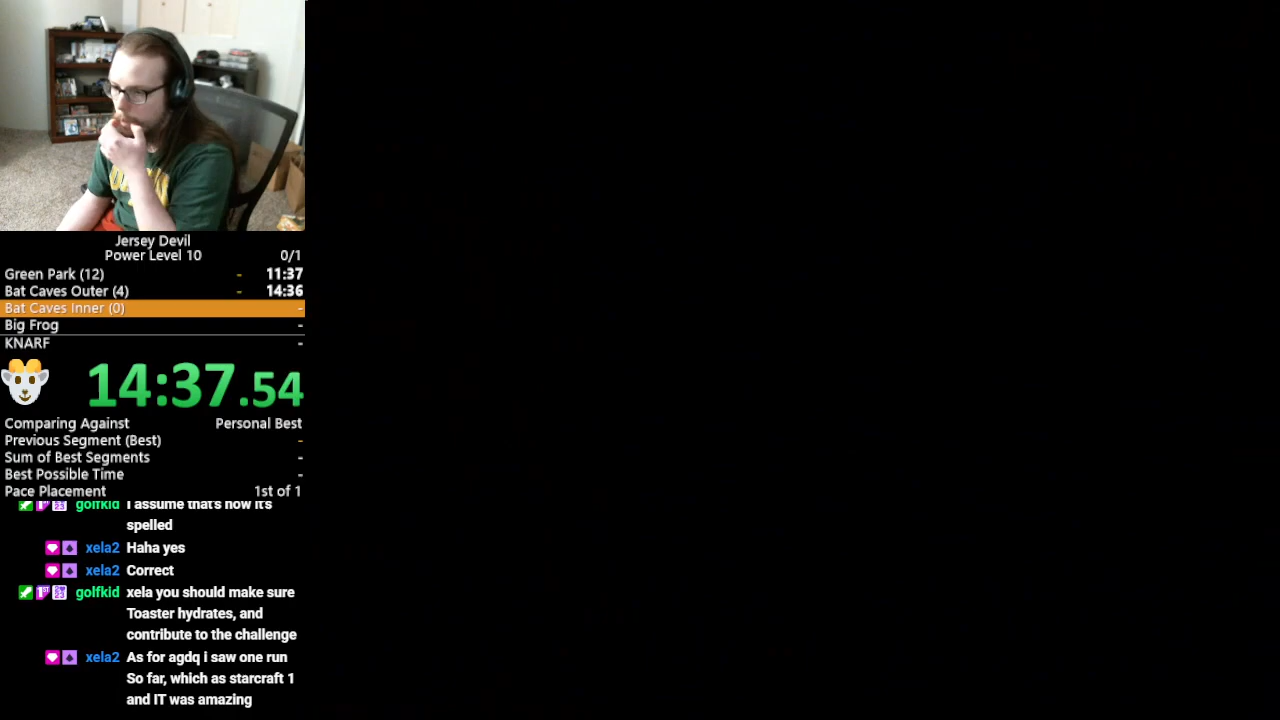 Jersey Devil
Power Level 10 0/1
Green Park (12) - 11:37
Bat Caves Outer (4) - 14:36
Bat Caves Inner (0) -
Big Frog -
KNARF -
14:37.54
Comparing Against Personal Best
Previous Segment (Best) -
Sum of Best Segments -
Best Possible Time -
Pace Placement 1st of 1
golfkid I assume that's how it's
spelled
xela2 Haha yes
xela2 Correct
golfkid xela you should make sure
Toaster hydrates, and
contribute to the challenge
xela2 As for agdq i saw one run
So far, which as starcraft 1
and IT was amazing